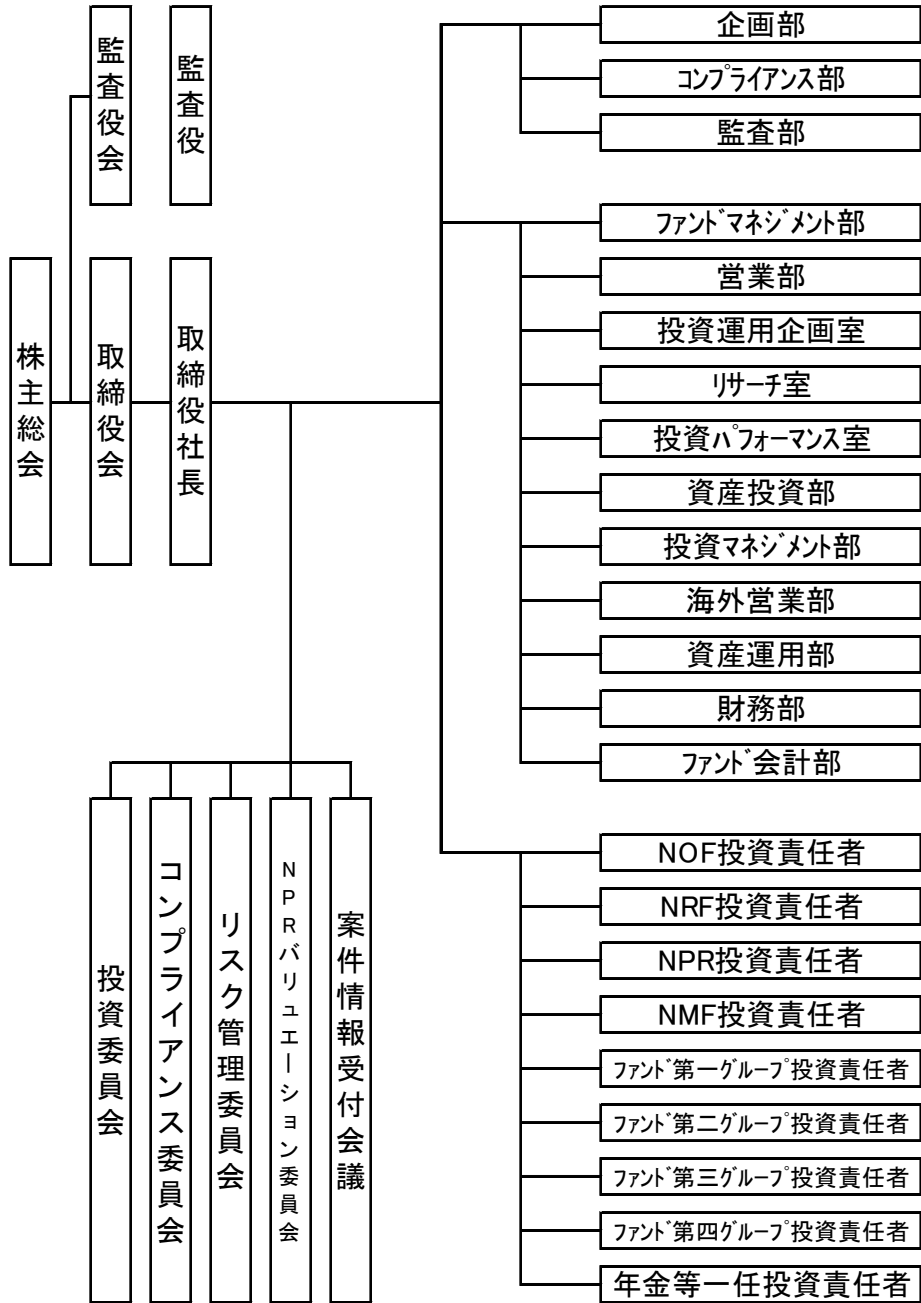 監査役会
監査役
株主総会
取締役会
取締役社長
企画部
コンプライアンス部
監査部
ファンドマネジメント部
営業部
投資運用企画室
リサーチ室
投資パフォーマンス室
資産投資部
投資マネジメント部
海外営業部
資産運用部
財務部
ファンド会計部
NOF投資責任者
NRF投資責任者
NPR投資責任者
NMF投資責任者
ファンド第一グループ投資責任者
ファンド第二グループ投資責任者
ファンド第三グループ投資責任者
ファンド第四グループ投資責任者
年金等一任投資責任者
投資委員会
コンプライアンス委員会
リスク管理委員会
NPRバリュエーション委員会
案件情報受付会議